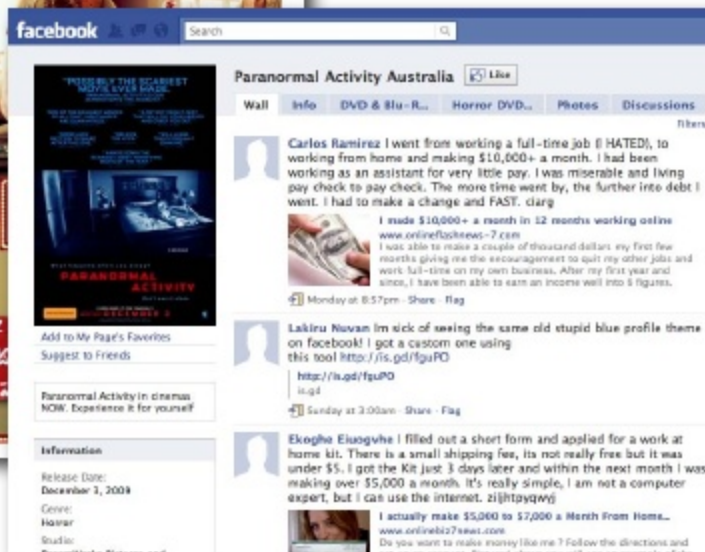 facebook
Search
Paranormal Activity Australia
Like
Wall Info DVD & Blu-R... Horror DVD... Photos Discussions
Filters
"POSSIBLY THE SCARIEST
MOVIE EVER MADE.
PARANORMAL
ACTIVITY
DECEMBER 3
Add to My Page's Favorites
Suggest to Friends
Paranormal Activity in cinemas
NOW. Experience it for yourself
Information
Release Date:
December 3, 2009
Genre:
Horror
Studio:
Carlos Ramirez I went from working a full-time job (I HATED), to
working from home and making $10,000+ a month. I had been
working as an assistant for very little pay. I was miserable and living
pay check to pay check. The more time went by, the further into debt I
went. I had to make a change and FAST. ciarg
I made $10,000+ a month in 12 months working online
www.onlineflashnews-7.com
I was able to make a couple of thousand dollars my first few
months giving me the encouragement to quit my other jobs and
work full-time on my own business. After my first year and
since, I have been able to earn an income well into 6 figures.
Monday at 8:57pm · Share · Flag
Lakiru Nuvan Im sick of seeing the same old stupid blue profile theme
on facebook! I got a custom one using
this tool http://is.gd/fguPO
http://is.gd/fguPO
is.gd
Sunday at 3:00am · Share · Flag
Ekoghe Eiuogvhe I filled out a short form and applied for a work at
home kit. There is a small shipping fee, its not really free but it was
under $5. I got the Kit just 3 days later and within the next month I was
making over $5,000 a month. It's really simple, I am not a computer
expert, but I can use the internet. zijhtpyqwyj
I actually make $5,000 to $7,000 a Month From Home...
www.onlinebiz7news.com
Do you want to make money like me ? Follow the directions and